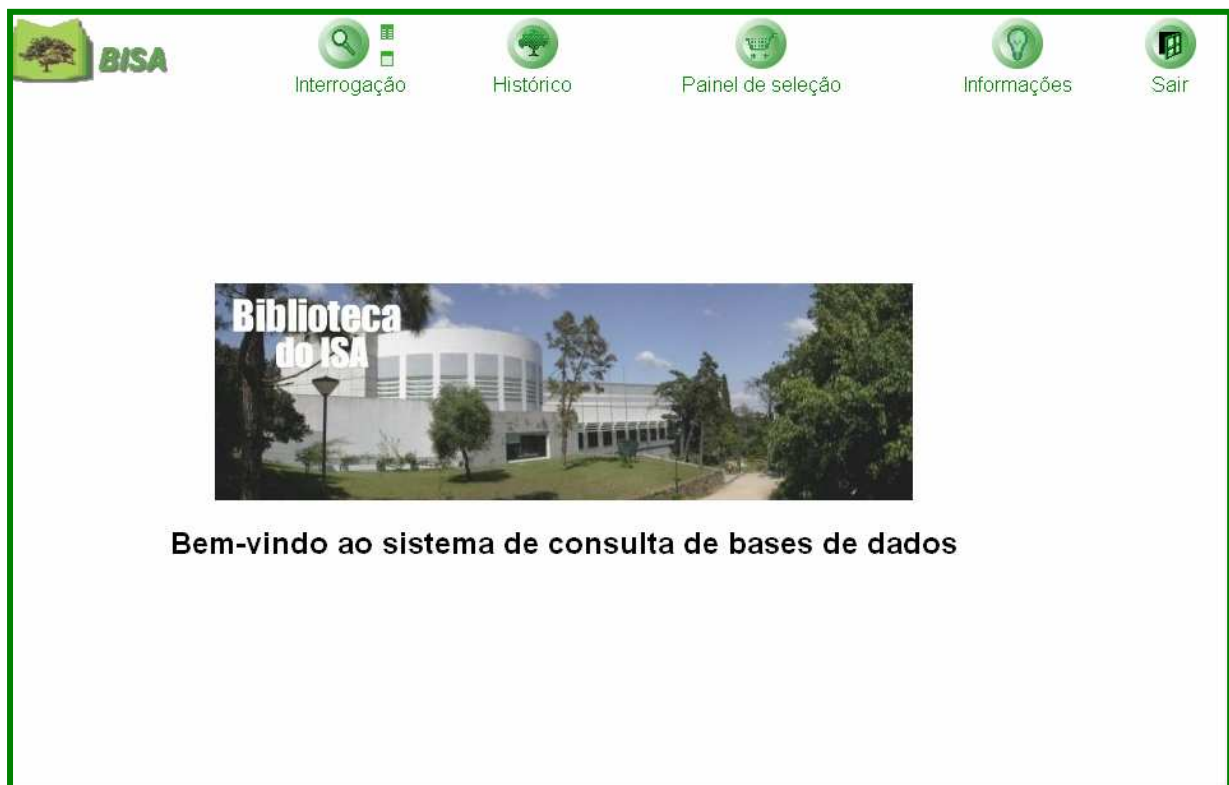 BISA
Interrogação
Histórico
Painel de seleção
Informações
Sair
Biblioteca
do ISA
Bem-vindo ao sistema de consulta de bases de dados